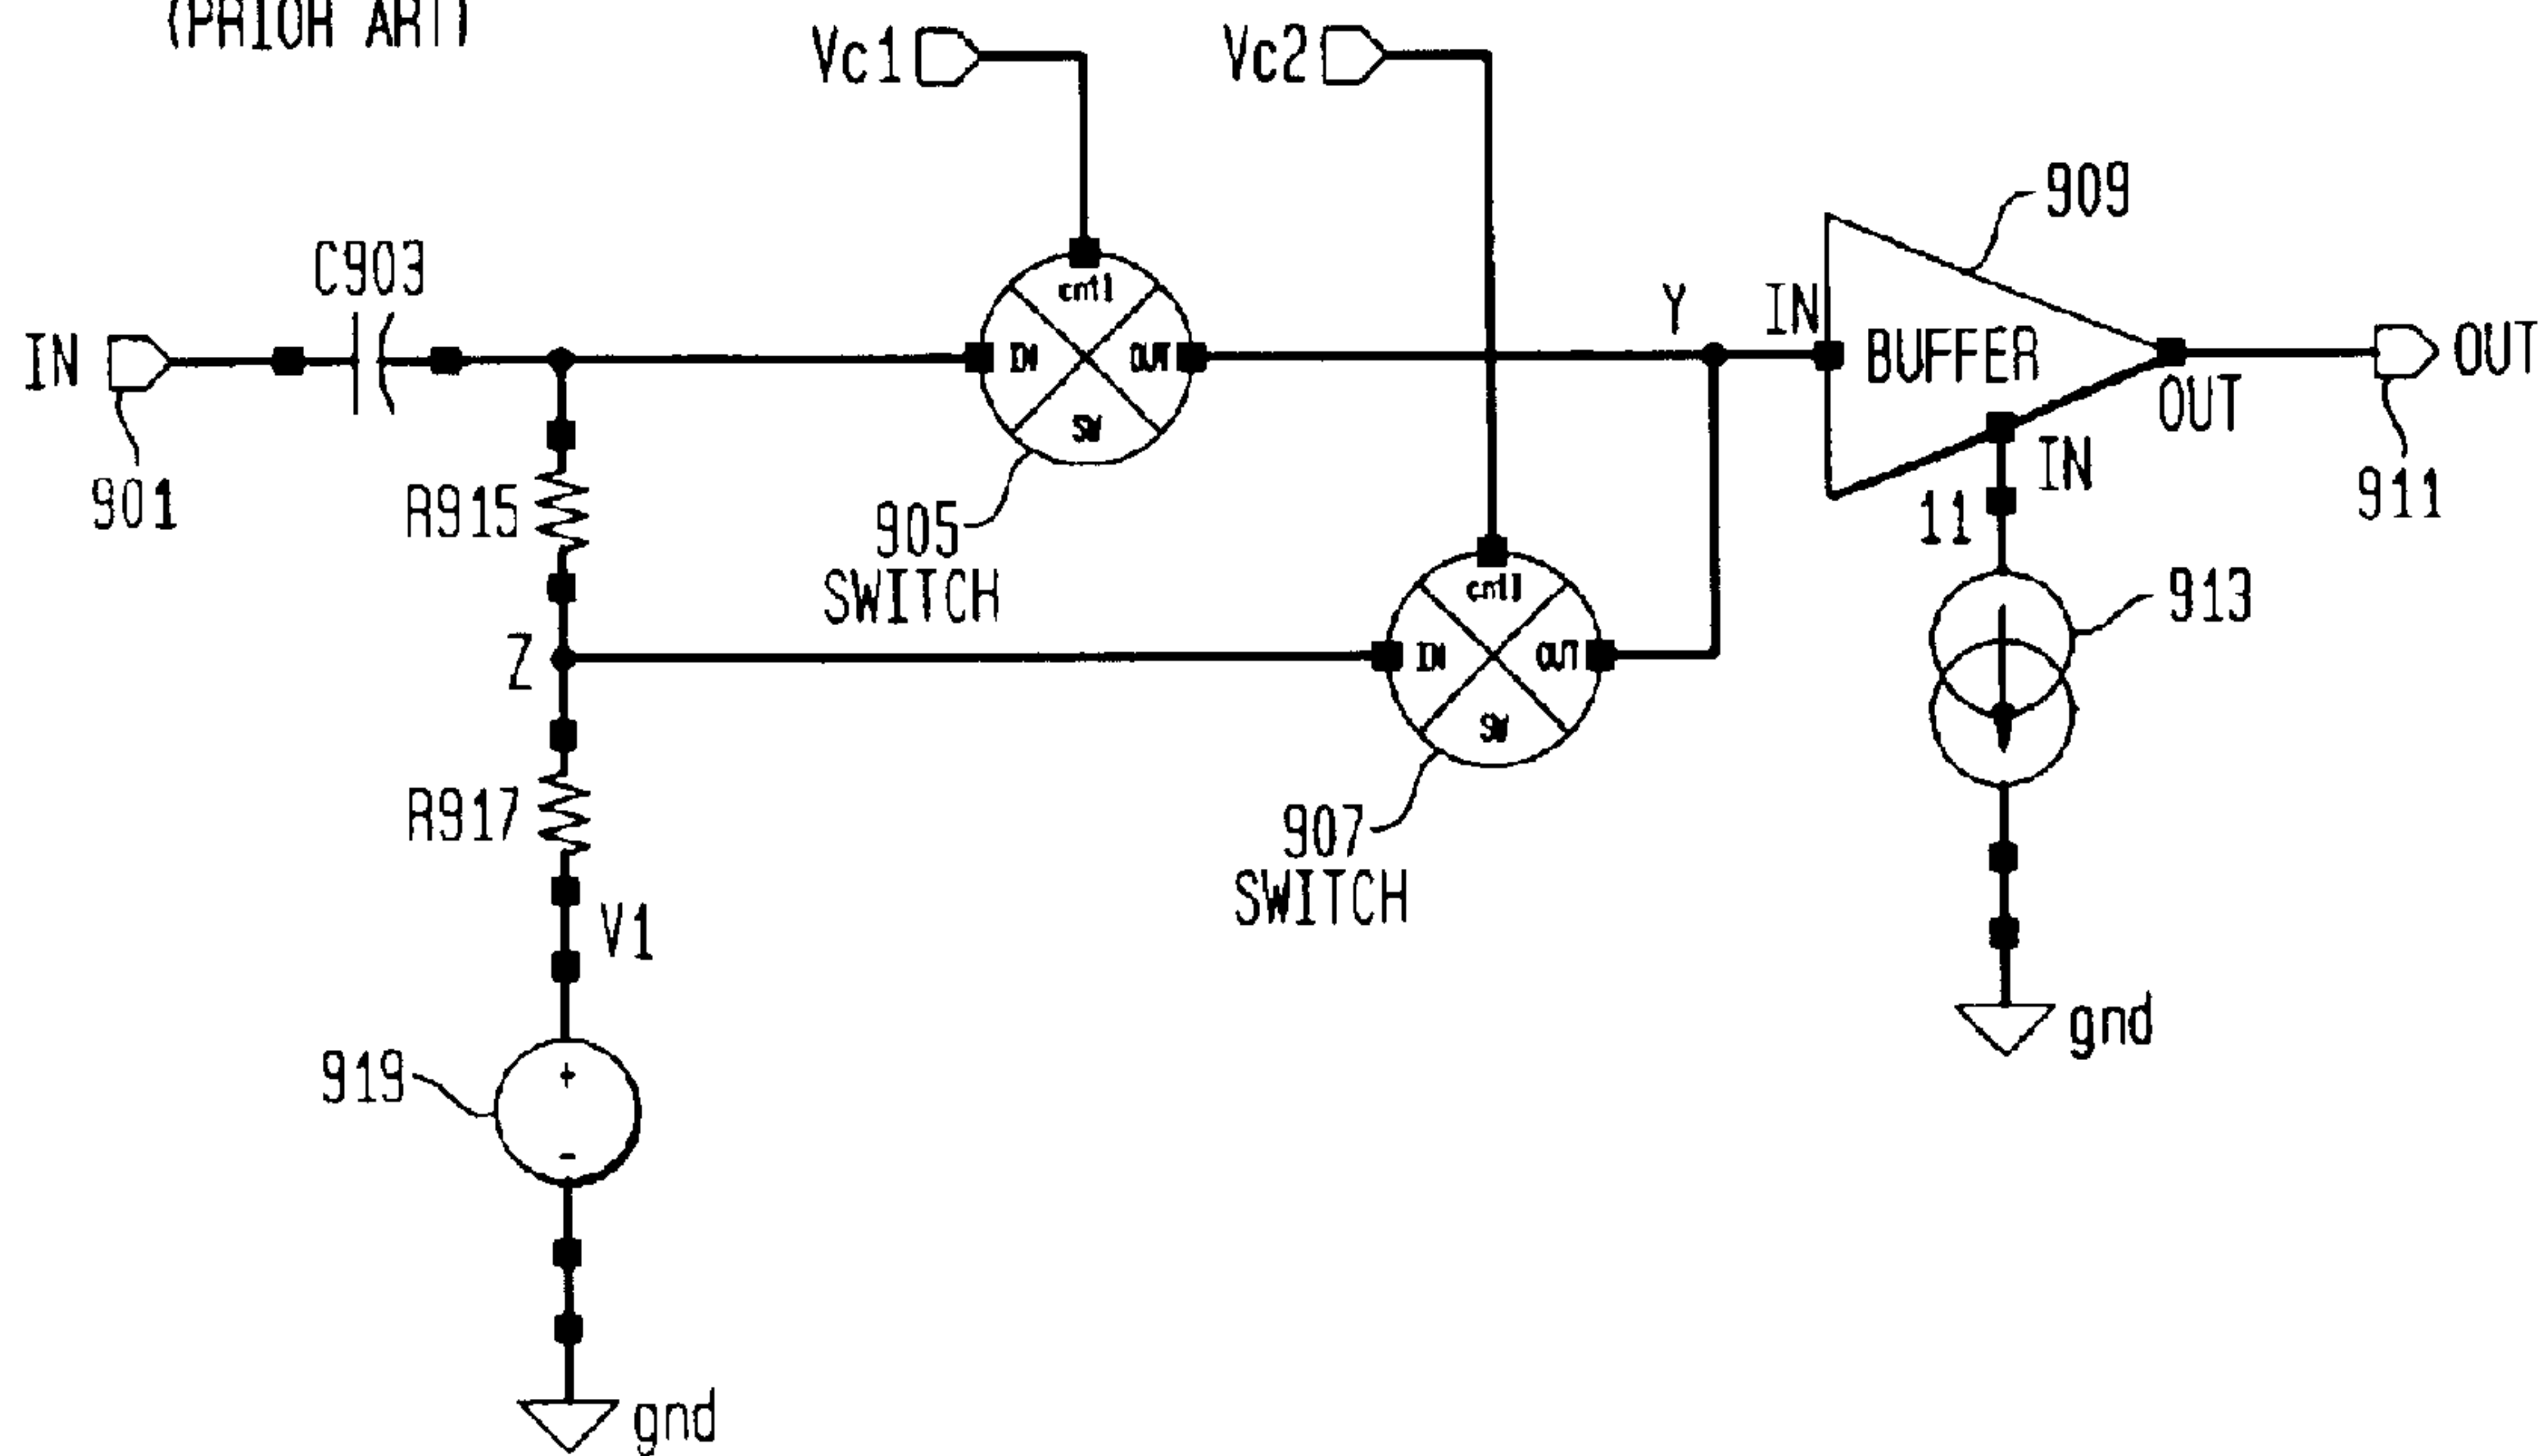 (PRIOR ART)
Vc1
Vc2
909
C903
cntl
Y
IN
IN
IN
OUT
BUFFER
OUT
SW
OUT
IN
901
R915
905
SWITCH
11
911
cntl
913
Z
IN
OUT
SW
R917
907
SWITCH
V1
gnd
919
+
-
gnd